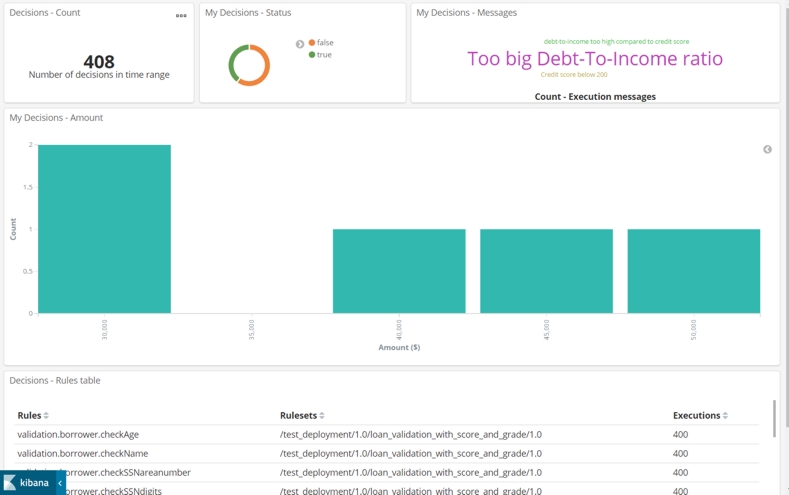 Decisions - Count
408
Number of decisions in time range
My Decisions - Status
false
true
My Decisions - Messages
debt-to-income too high compared to credit score
Too big Debt-To-Income ratio
Credit score below 200
Count - Execution messages
My Decisions - Amount
2
1.5
1
0.5
0
Count
30,000
35,000
40,000
45,000
50,000
Amount ($)
Decisions - Rules table
Rules Rulesets Executions
validation.borrower.checkAge /test_deployment/1.0/loan_validation_with_score_and_grade/1.0 400
validation.borrower.checkName /test_deployment/1.0/loan_validation_with_score_and_grade/1.0 400
borrower.checkSSNareanumber /test_deployment/1.0/loan_validation_with_score_and_grade/1.0 400
borrower.checkSSNdigits /test_deployment/1.0/loan_validation_with_score_and_grade/1.0 400
kibana